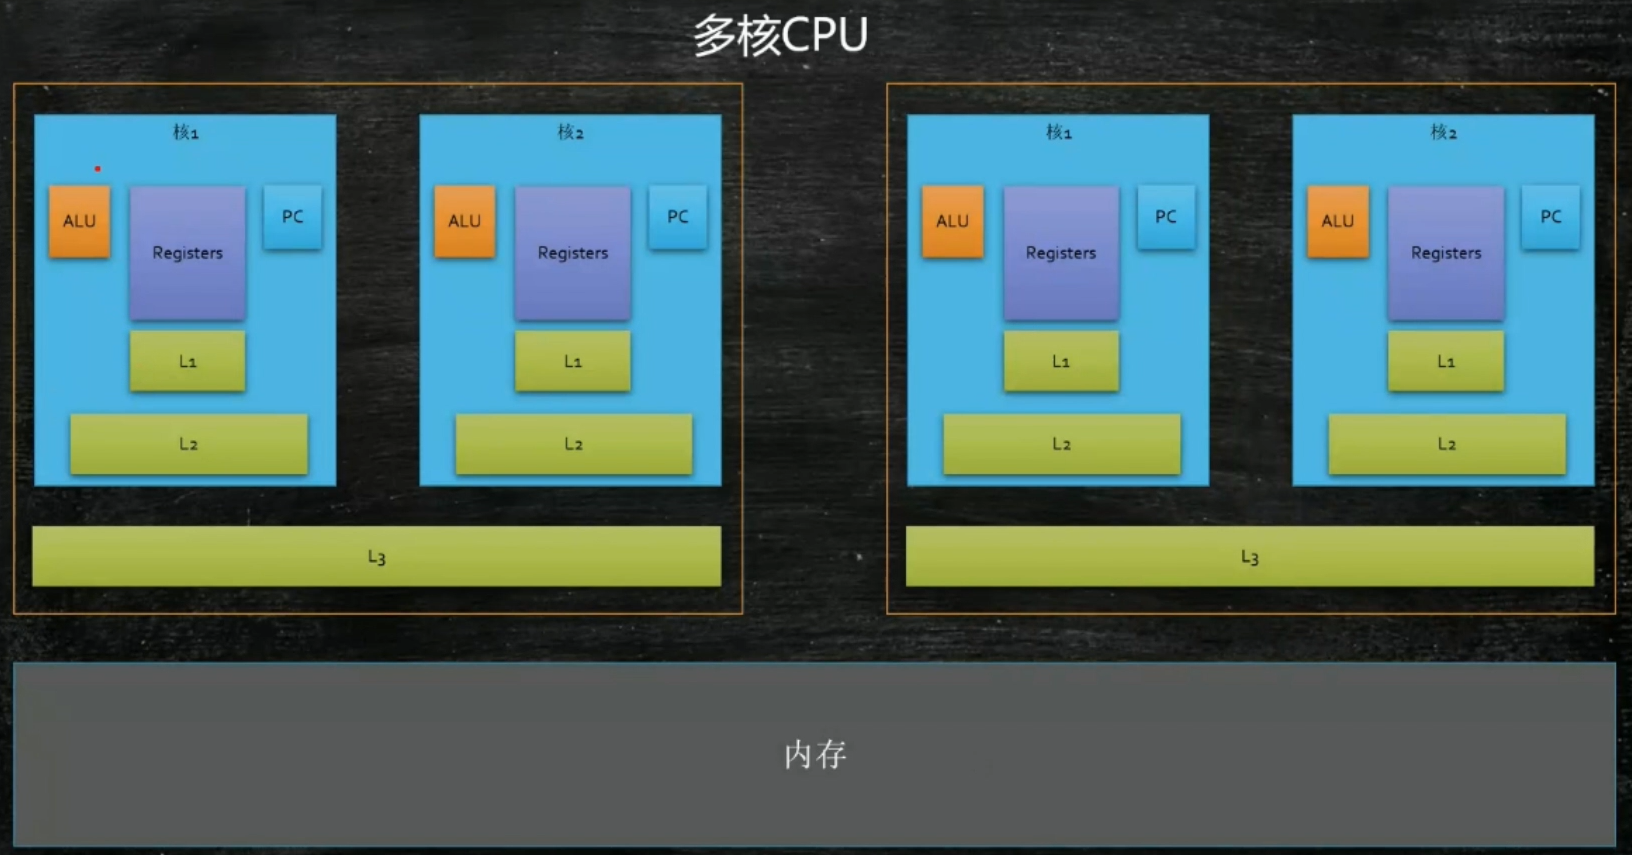 多核CPU
核1
核2
核1
核2
ALU
Registers
PC
ALU
Registers
PC
ALU
Registers
PC
ALU
Registers
PC
L1
L1
L1
L1
L2
L2
L2
L2
L3
L3
内存